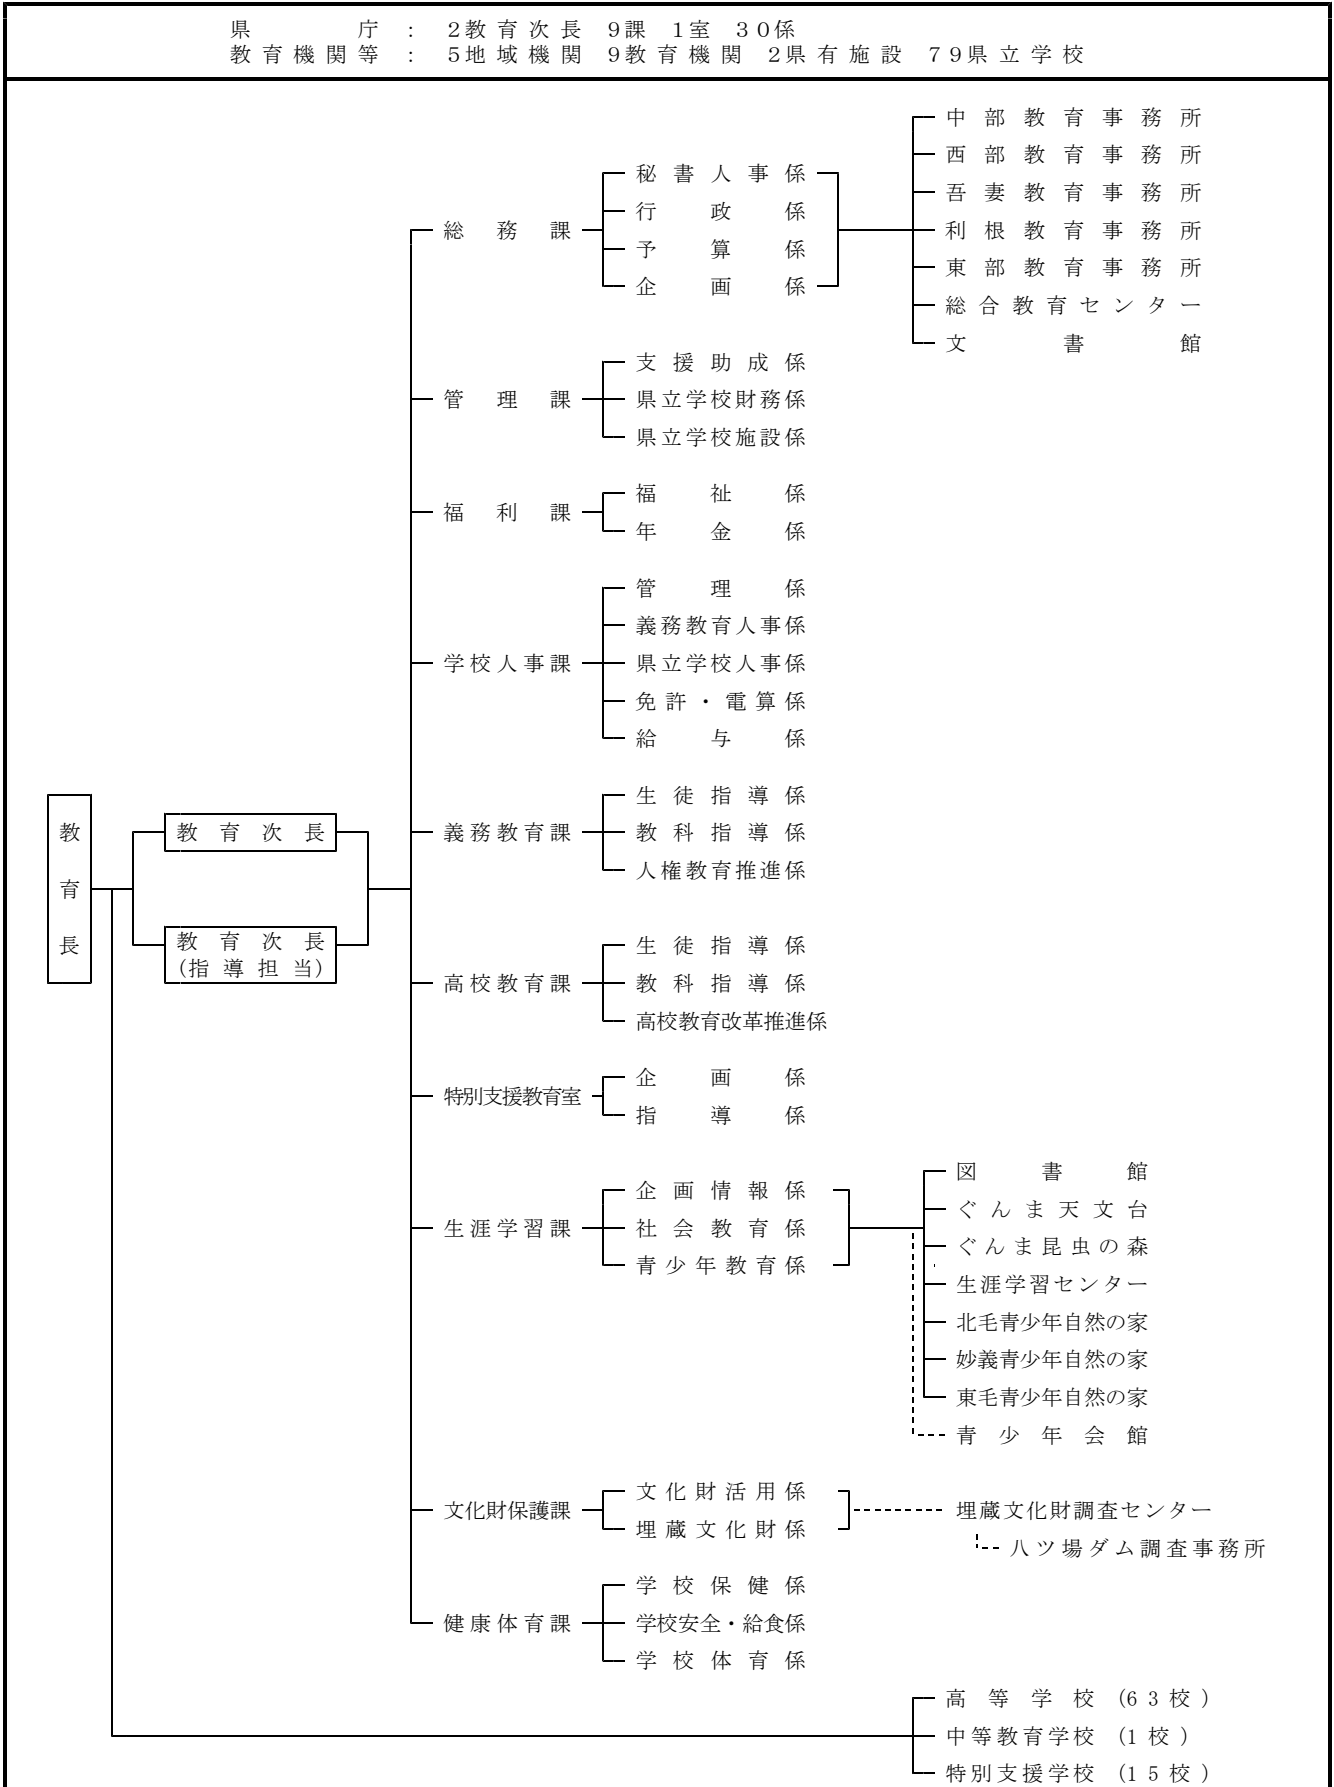 県庁 : 2教育次長 9課 1室 30係
教育機関等 : 5地域機関 9教育機関 2県有施設 79県立学校
中部教育事務所
西部教育事務所
秘書人事係
吾妻教育事務所
行政係
総務課
利根教育事務所
予算係
東部教育事務所
企画係
総合教育センター
文書館
支援助成係
管理課
県立学校財務係
県立学校施設係
福祉係
福利課
年金係
管理係
義務教育人事係
学校人事課
県立学校人事係
免許・電算係
給与係
生徒指導係
教育長
教育次長
義務教育課
教科指導係
人権教育推進係
教育次長
(指導担当)
生徒指導係
高校教育課
教科指導係
高校教育改革推進係
企画係
特別支援教育室
指導係
図書館
企画情報係
ぐんま天文台
生涯学習課
社会教育係
ぐんま昆虫の森
青少年教育係
生涯学習センター
北毛青少年自然の家
妙義青少年自然の家
東毛青少年自然の家
青少年会館
文化財活用係
文化財保護課
埋蔵文化財調査センター
埋蔵文化財係
八ツ場ダム調査事務所
学校保健係
健康体育課
学校安全・給食係
学校体育係
高等学校 (63校)
中等教育学校 (1校)
特別支援学校 (15校)